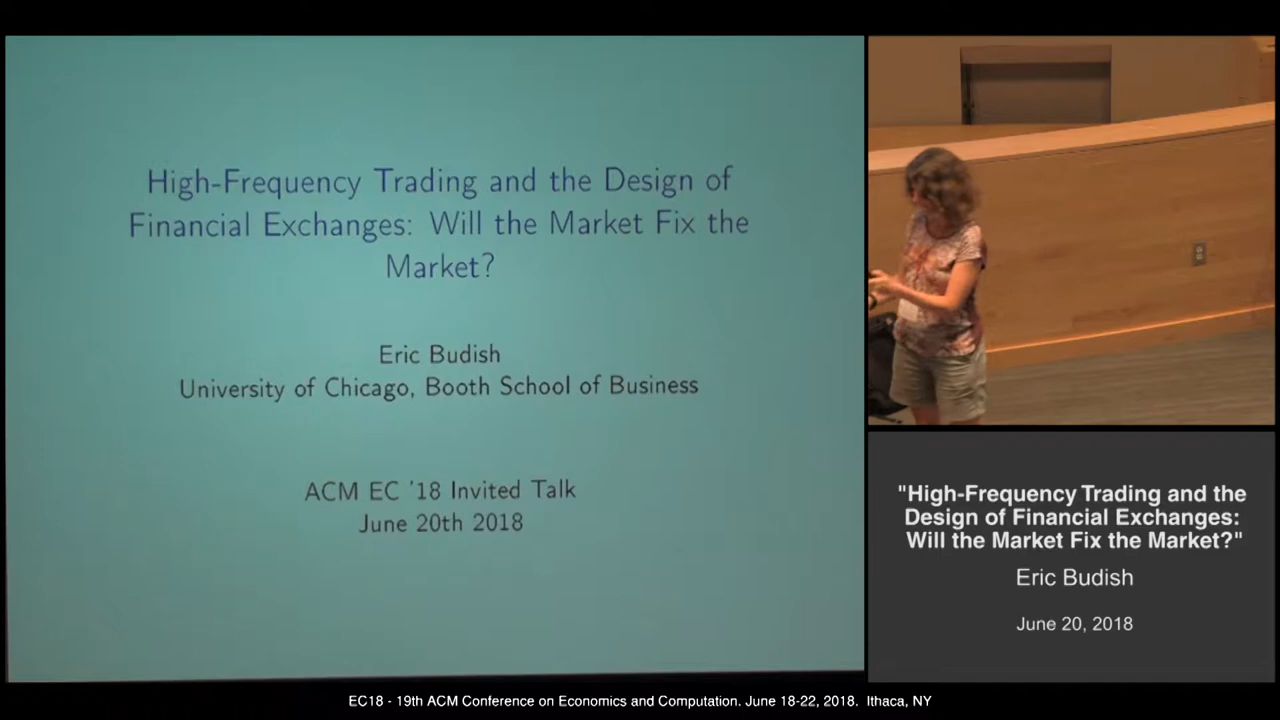 High-Frequency Trading and the Design of
Financial Exchanges: Will the Market Fix the
Market?
Eric Budish
University of Chicago, Booth School of Business
ACM EC '18 Invited Talk
June 20th 2018
"High-Frequency Trading and the
Design of Financial Exchanges:
Will the Market Fix the Market?"
Eric Budish
June 20, 2018
EC18 - 19th ACM Conference on Economics and Computation. June 18-22, 2018. Ithaca, NY